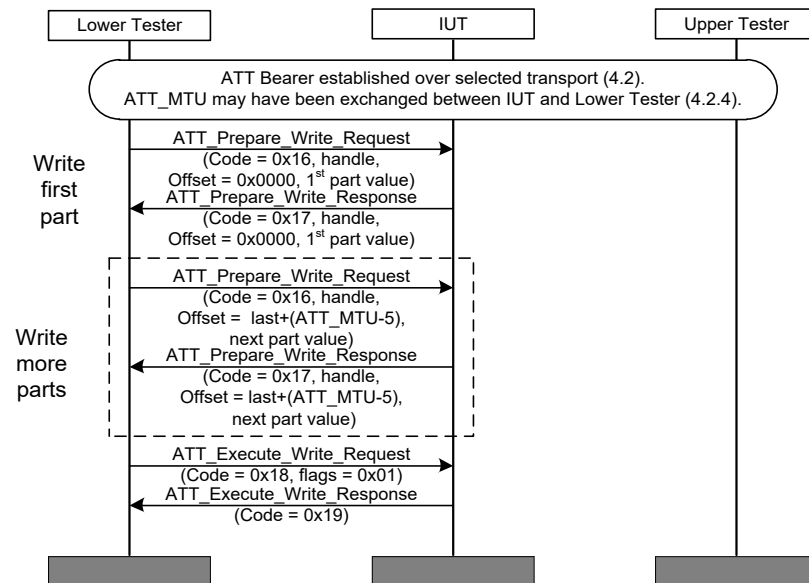 Lower Tester
IUT
Upper Tester
ATT Bearer established over selected transport (4.2).
ATT_MTU may have been exchanged between IUT and Lower Tester (4.2.4).
Write
first
part
ATT_Prepare_Write_Request
(Code = 0x16, handle,
Offset = 0x0000, 1st part value)
ATT_Prepare_Write_Response
(Code = 0x17, handle,
Offset = 0x0000, 1st part value)
Write
more
parts
ATT_Prepare_Write_Request
(Code = 0x16, handle,
Offset = last+(ATT_MTU-5),
next part value)
ATT_Prepare_Write_Response
(Code = 0x17, handle,
Offset = last+(ATT_MTU-5),
next part value)
ATT_Execute_Write_Request
(Code = 0x18, flags = 0x01)
ATT_Execute_Write_Response
(Code = 0x19)